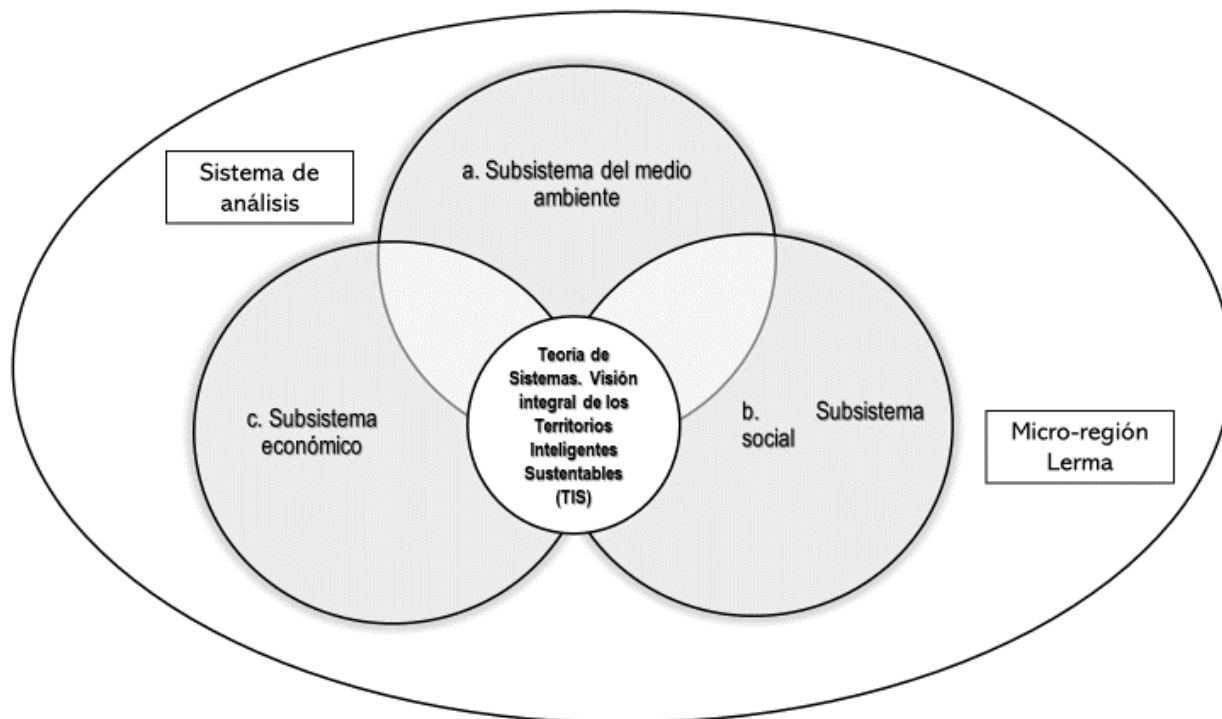 a. Subsistema del medio
ambiente
Sistema de
análisis
Teoría de
Sistemas. Visión
integral de los
Territorios
Inteligentes
Sustentables
(TIS)
c. Subsistema
económico
b. Subsistema
social
Micro-región
Lerma